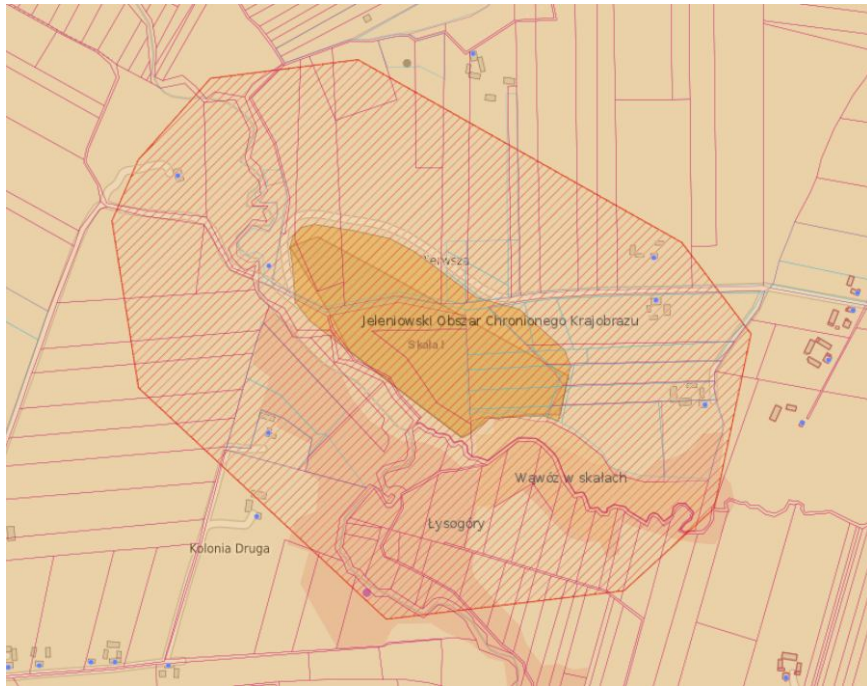 Jeleniowski Obszar Chronionego Krajobrazu
Skała I
Wąwóz w skałach
Łysogóry
Kolonia Druga